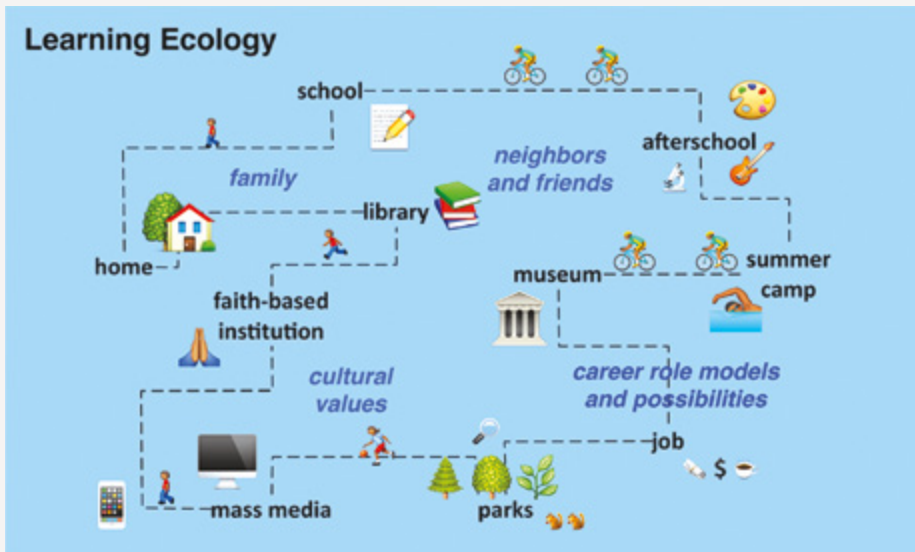 Learning Ecology
school
afterschool
neighbors
and friends
family
library
home
summer
camp
museum
faith-based
institution
cultural
values
career role models
and possibilities
job
$
mass media
parks